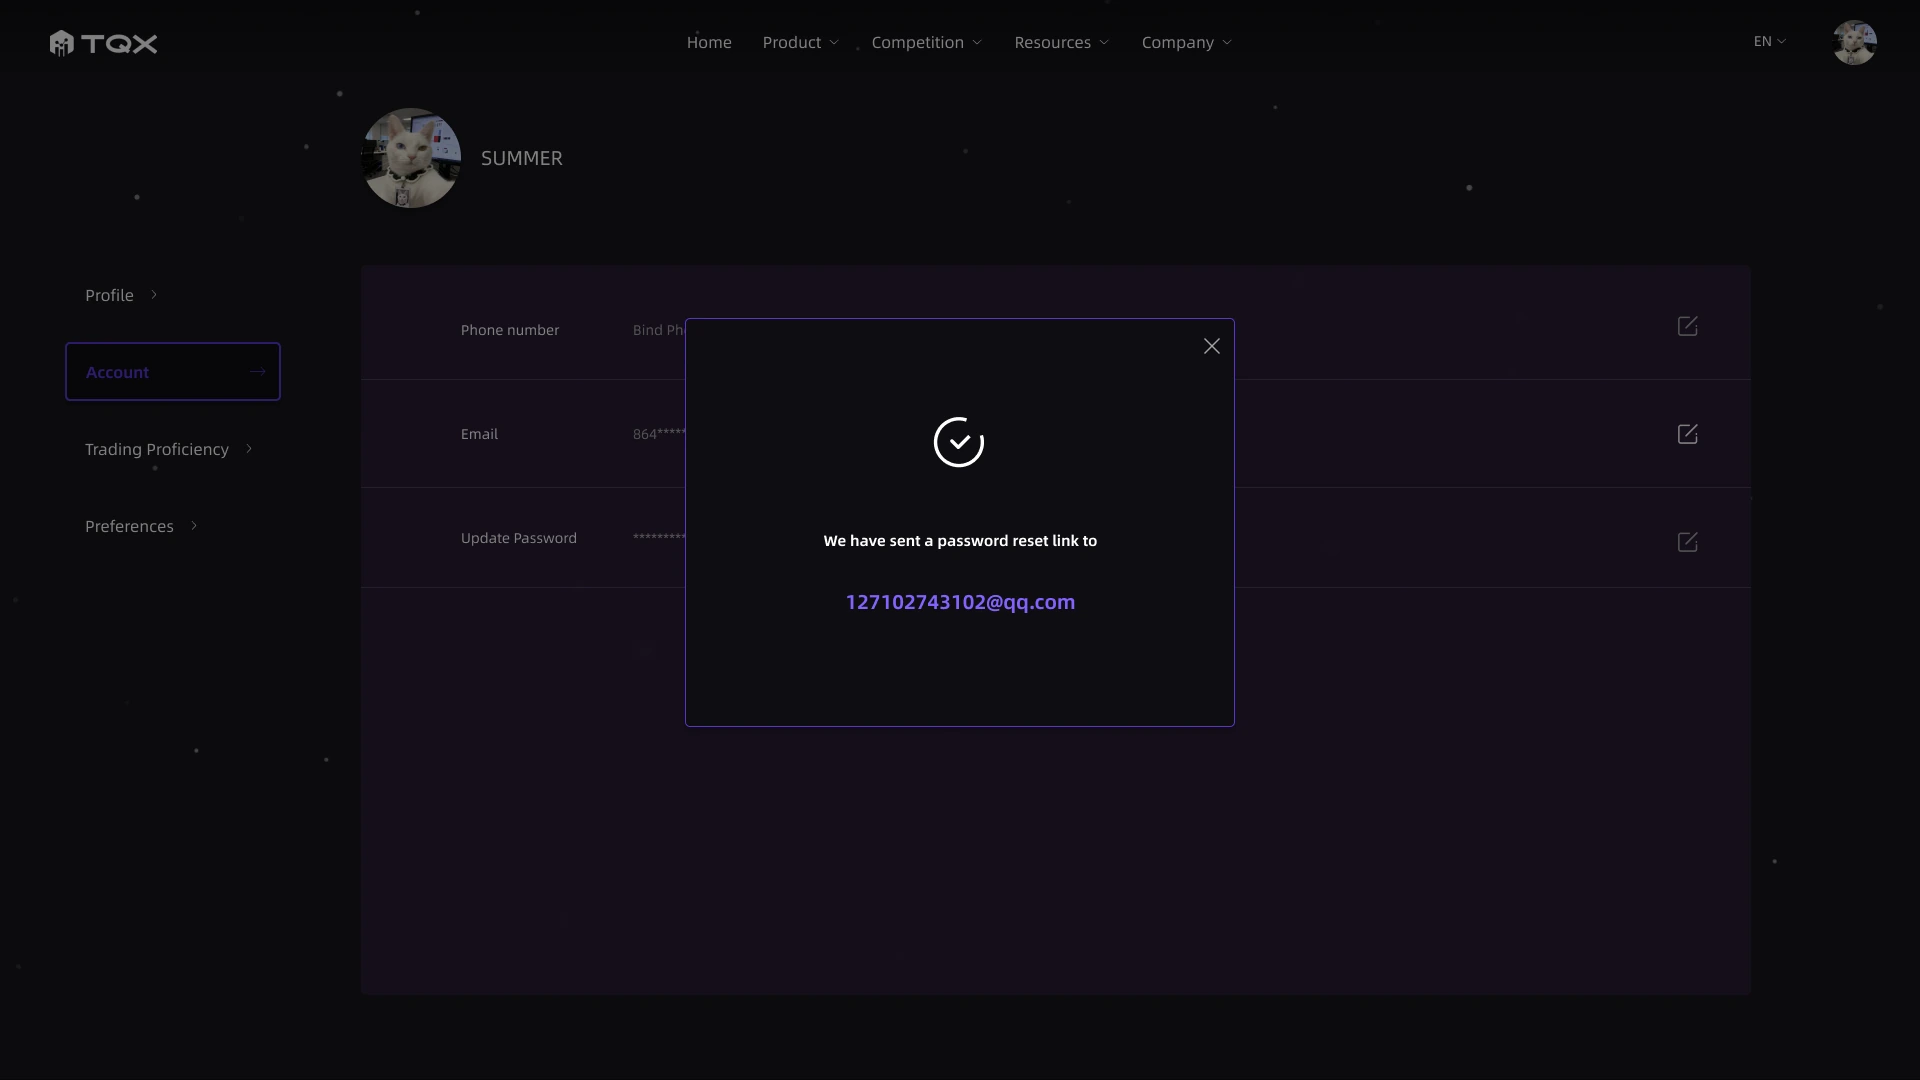 TQX
Home Product Competition Resources Company
EN
SUMMER
Profile
Account
Trading Proficiency
Preferences
Phone number Bind Ph
Email 864*****
Update Password *********
We have sent a password reset link to
127102743102@qq.com